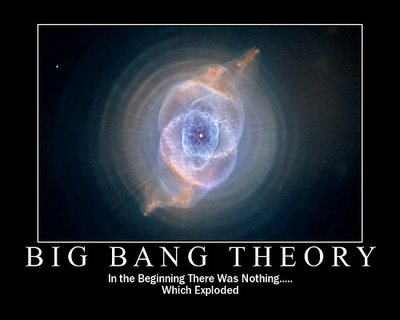 BIG BANG THEORY
In the Beginning There Was Nothing.....
Which Exploded